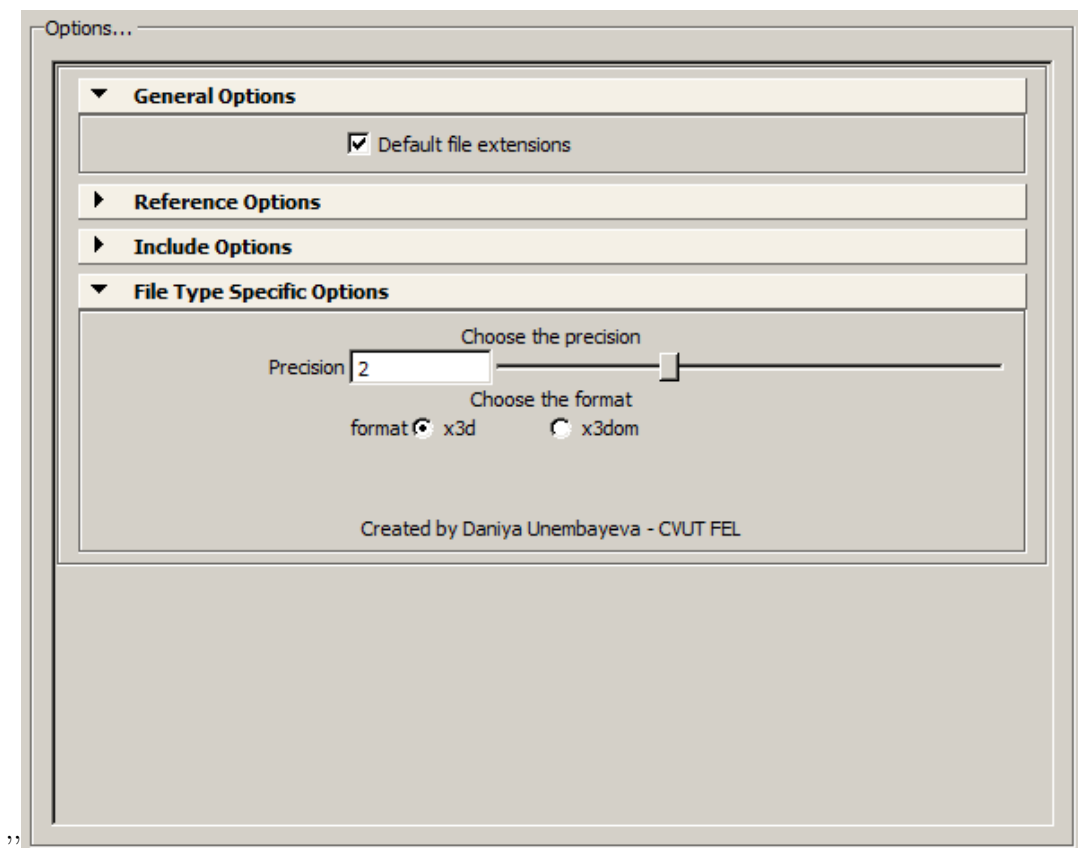 Options...
General Options
Default file extensions
Reference Options
Include Options
File Type Specific Options
Choose the precision
Precision 2
Choose the format
format x3d x3dom
Created by Daniya Unembayeva - CVUT FEL
,,